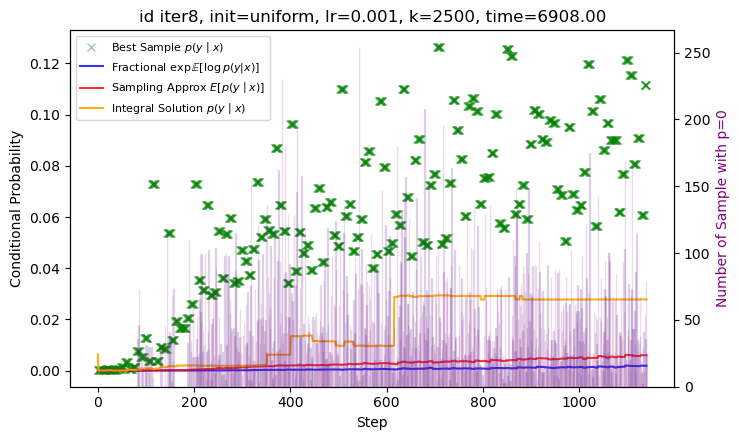 id iter8, init=uniform, lr=0.001, k=2500, time=6908.00
Best Sample p(y | x)
Fractional exp𝔼[log p(y|x)]
Sampling Approx E[p(y | x)]
Integral Solution p(y | x)
Conditional Probability
0.12
0.10
0.08
0.06
0.04
0.02
0.00
250
200
150
100
50
0
Number of Sample with p=0
0 200 400 600 800 1000
Step